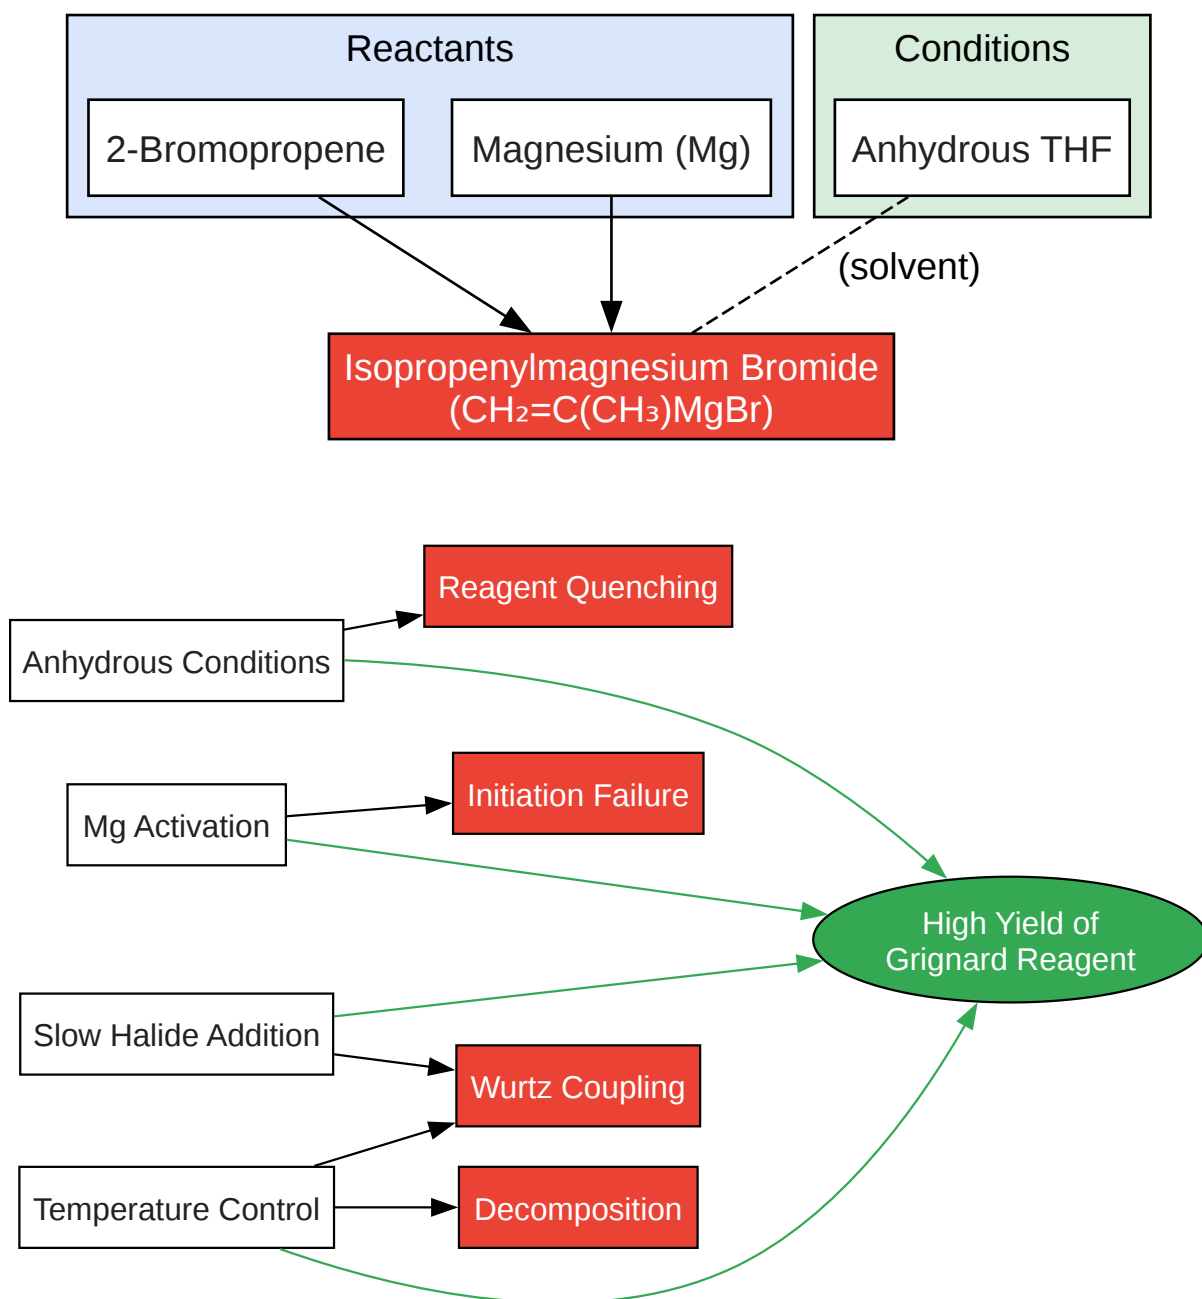 Reactants
Conditions
2-Bromopropene
Magnesium (Mg)
Anhydrous THF
(solvent)
Isopropenylmagnesium Bromide
(CH₂=C(CH₃)MgBr)
Reagent Quenching
Anhydrous Conditions
Initiation Failure
Mg Activation
High Yield of
Grignard Reagent
Slow Halide Addition
Wurtz Coupling
Temperature Control
Decomposition